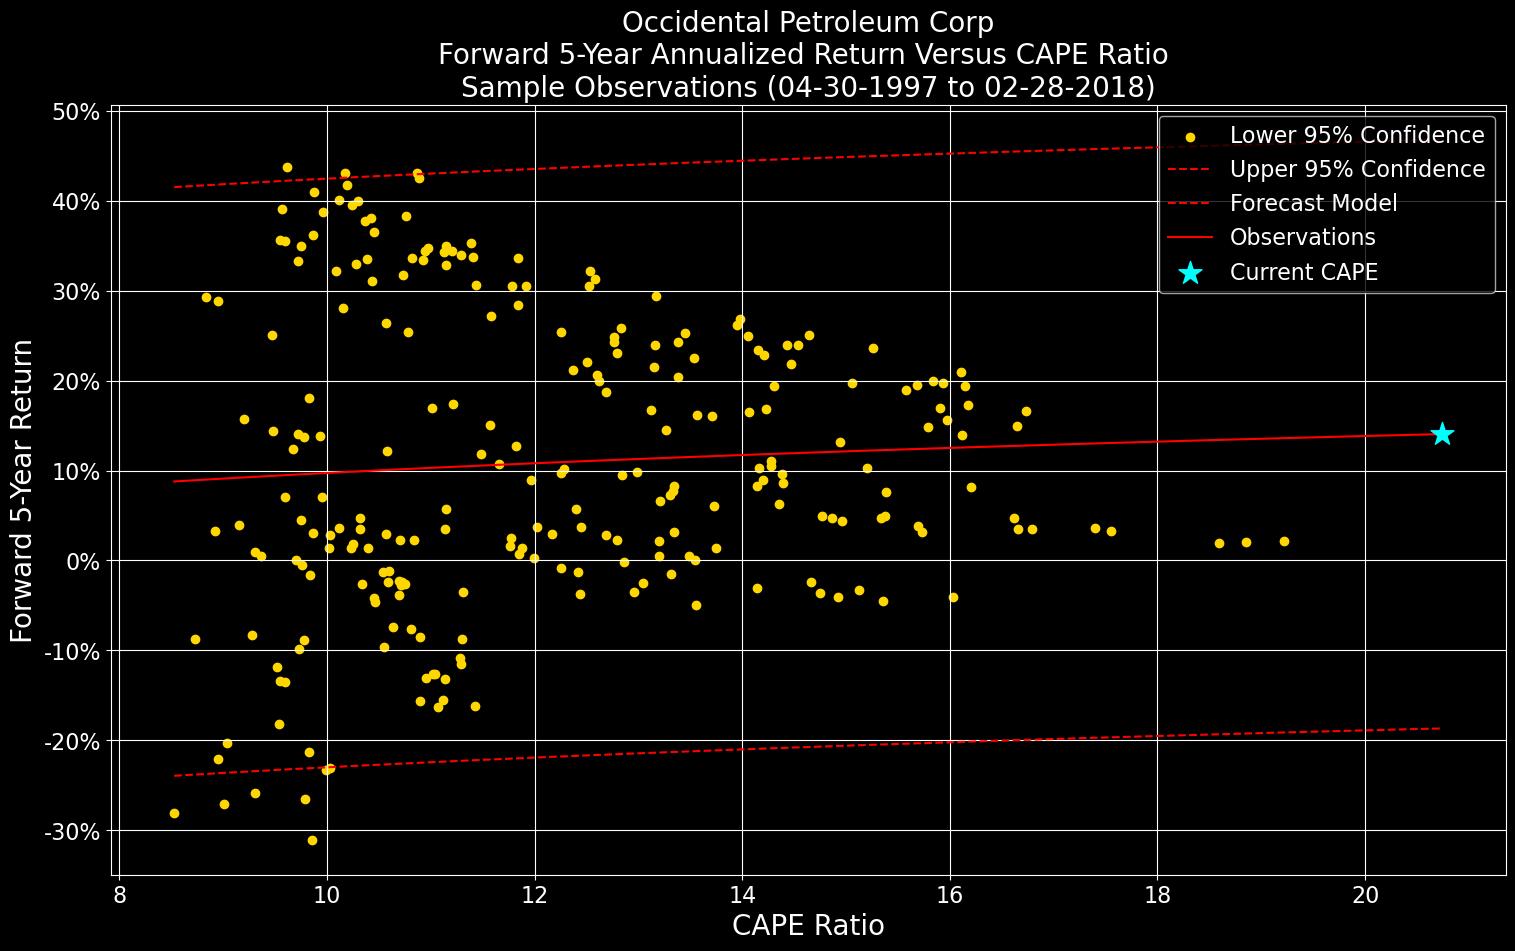 Occidental Petroleum Corp
Forward 5-Year Annualized Return Versus CAPE Ratio
Sample Observations (04-30-1997 to 02-28-2018)
Lower 95% Confidence
Upper 95% Confidence
Forecast Model
Observations
Current CAPE
Forward 5-Year Return
50%
40%
30%
20%
10%
0%
-10%
-20%
-30%
8 10 12 14 16 18 20
CAPE Ratio